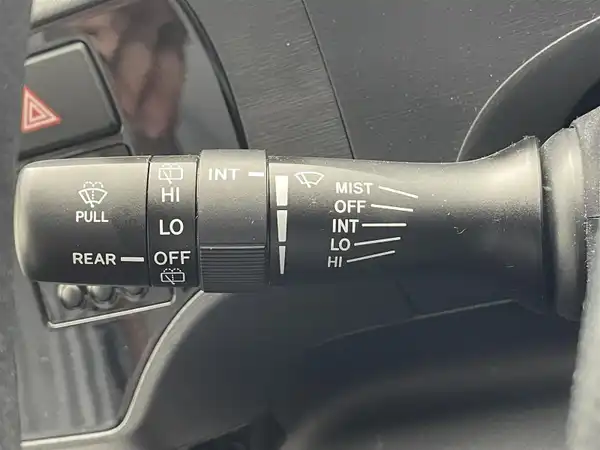 PULL
REAR
HI
LO
OFF
INT
MIST
OFF
INT
LO
HI